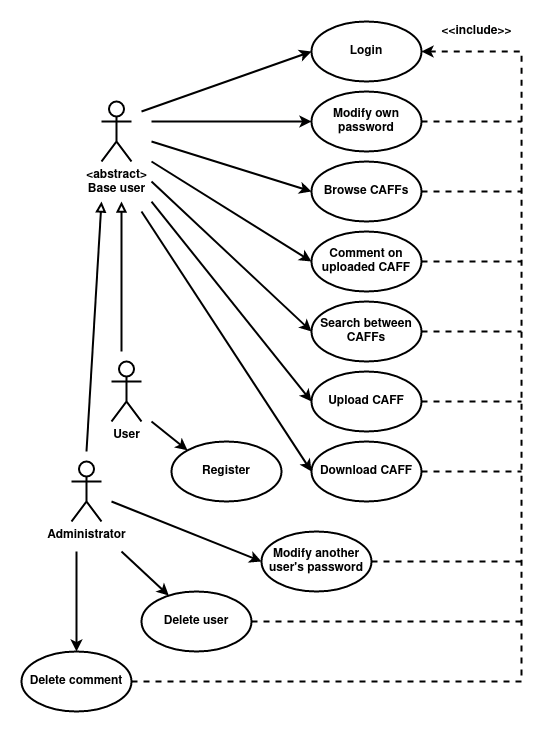 <<include>>
Login
Modify own
password
<abstract>
Base user
Browse CAFFs
Comment on
uploaded CAFF
Search between
CAFFs
Upload CAFF
User
Register
Download CAFF
Administrator
Modify another
user's password
Delete user
Delete comment